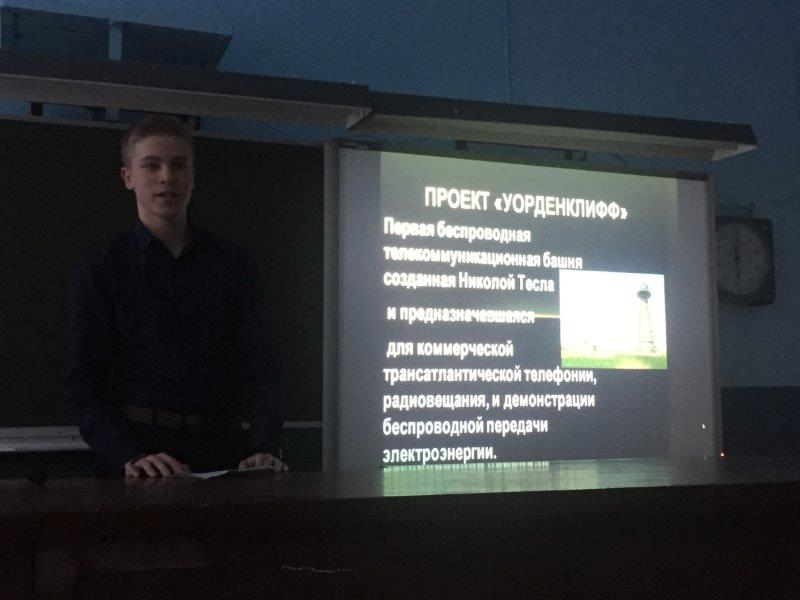 ПРОЕКТ «УОРДЕНКЛИФФ»
Первая беспроводная
телекоммуникационная башня
созданная Николой Тесла
и предназначавшаяся
для коммерческой
трансатлантической телефонии,
радиовещания, и демонстрации
беспроводной передачи
электроэнергии.